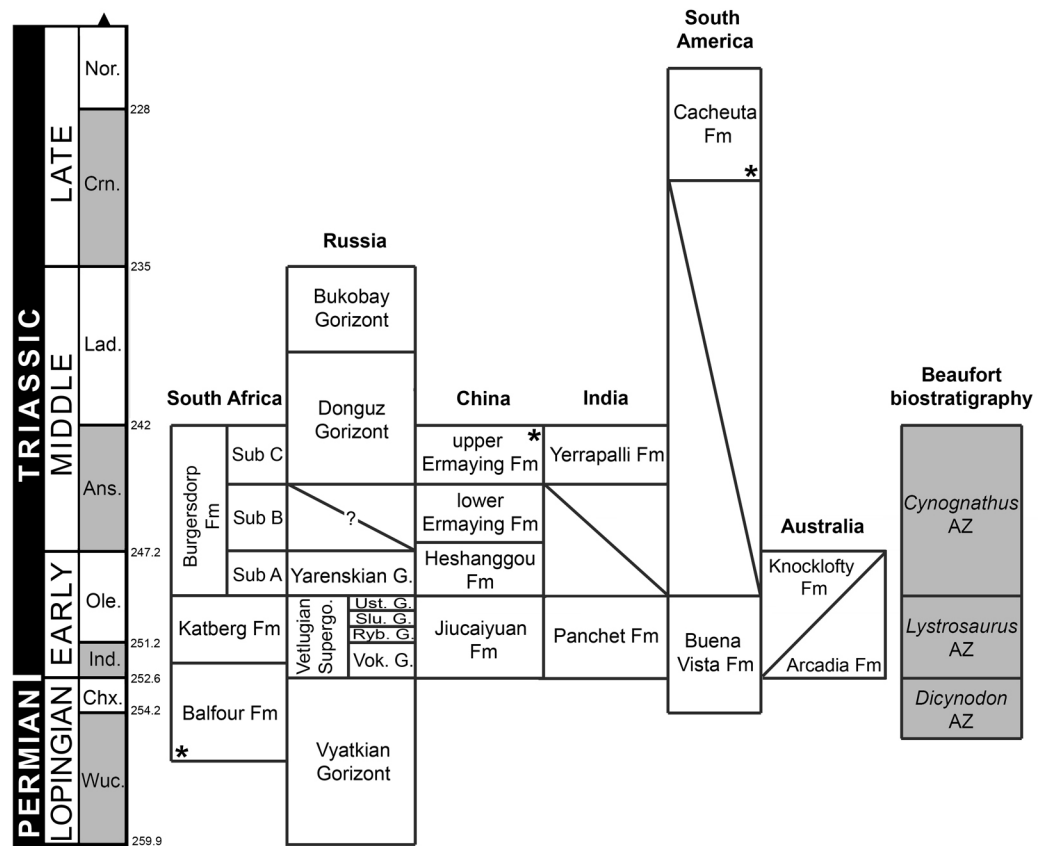 TRIASSIC
PERMIAN
LATE
MIDDLE
EARLY
LOPINGIAN
Nor.
228
Crn.
235
Lad.
242
Ans.
247.2
Ole.
251.2
Ind.
252.6
Chx.
254.2
Wuc.
259.9
South Africa
Burgersdorp
Fm
Sub C
Sub B
Sub A
Katberg Fm
Balfour Fm
*
Russia
Bukobay
Gorizont
Donguz
Gorizont
?
Yarenskian G.
Vetlugian
Supergo.
Ust. G.
Slu. G.
Ryb. G.
Vok. G.
Vyatkian
Gorizont
China
upper *
Ermaying Fm
lower
Ermaying Fm
Heshanggou
Fm
Jiucaiyuan
Fm
India
Yerrapalli Fm
Panchet Fm
South
America
Cacheuta
Fm
*
Buena
Vista Fm
Australia
Knocklofty
Fm
Arcadia Fm
Beaufort
biostratigraphy
Cynognathus
AZ
Lystrosaurus
AZ
Dicynodon
AZ